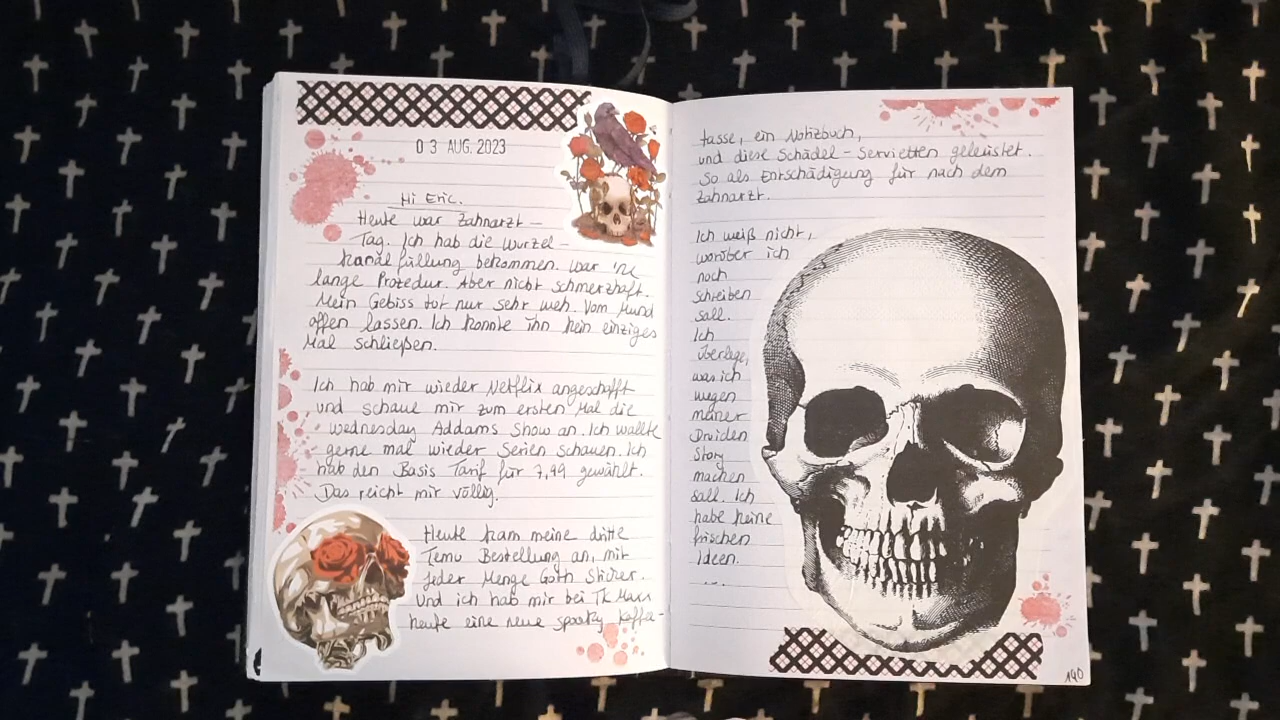 03 AUG. 2023
Hi Eric.
Heute war Zahnarzt –
Tag. Ich hab die Wurzel –
kanalfüllung bekommen. War 'ne
lange Prozedur. Aber nicht schmerzhaft.
Mein Gebiss tot nur sehr weh. Vom Mund
offen lassen. Ich konnte ihn kein einziges
Mal schließen.
Ich hab mir wieder Netflix angeschafft
und schaue mir zum ersten Mal die
Wednesday Addams Show an. Ich wollte
gerne mal wieder Serien schauen. Ich
hab den Basis Tarif für 7,99 gewählt.
Das reicht mir völlig.
Heute kam meine dritte
Temu Bestellung an, mit
jeder Menge Goth Sticker.
Und ich hab mir bei TK Maxx
heute eine neue spooky Kaffe-
tasse, ein Notizbuch,
und diese Schädel-Servietten geleistet.
So als Entschädigung für nach dem
Zahnarzt.
Ich weiß nicht,
worüber ich
noch
schreiben
soll.
Ich
überlege,
was ich
wegen
meiner
Druiden
Story
machen
soll. Ich
habe keine
frischen
Ideen.
...
140